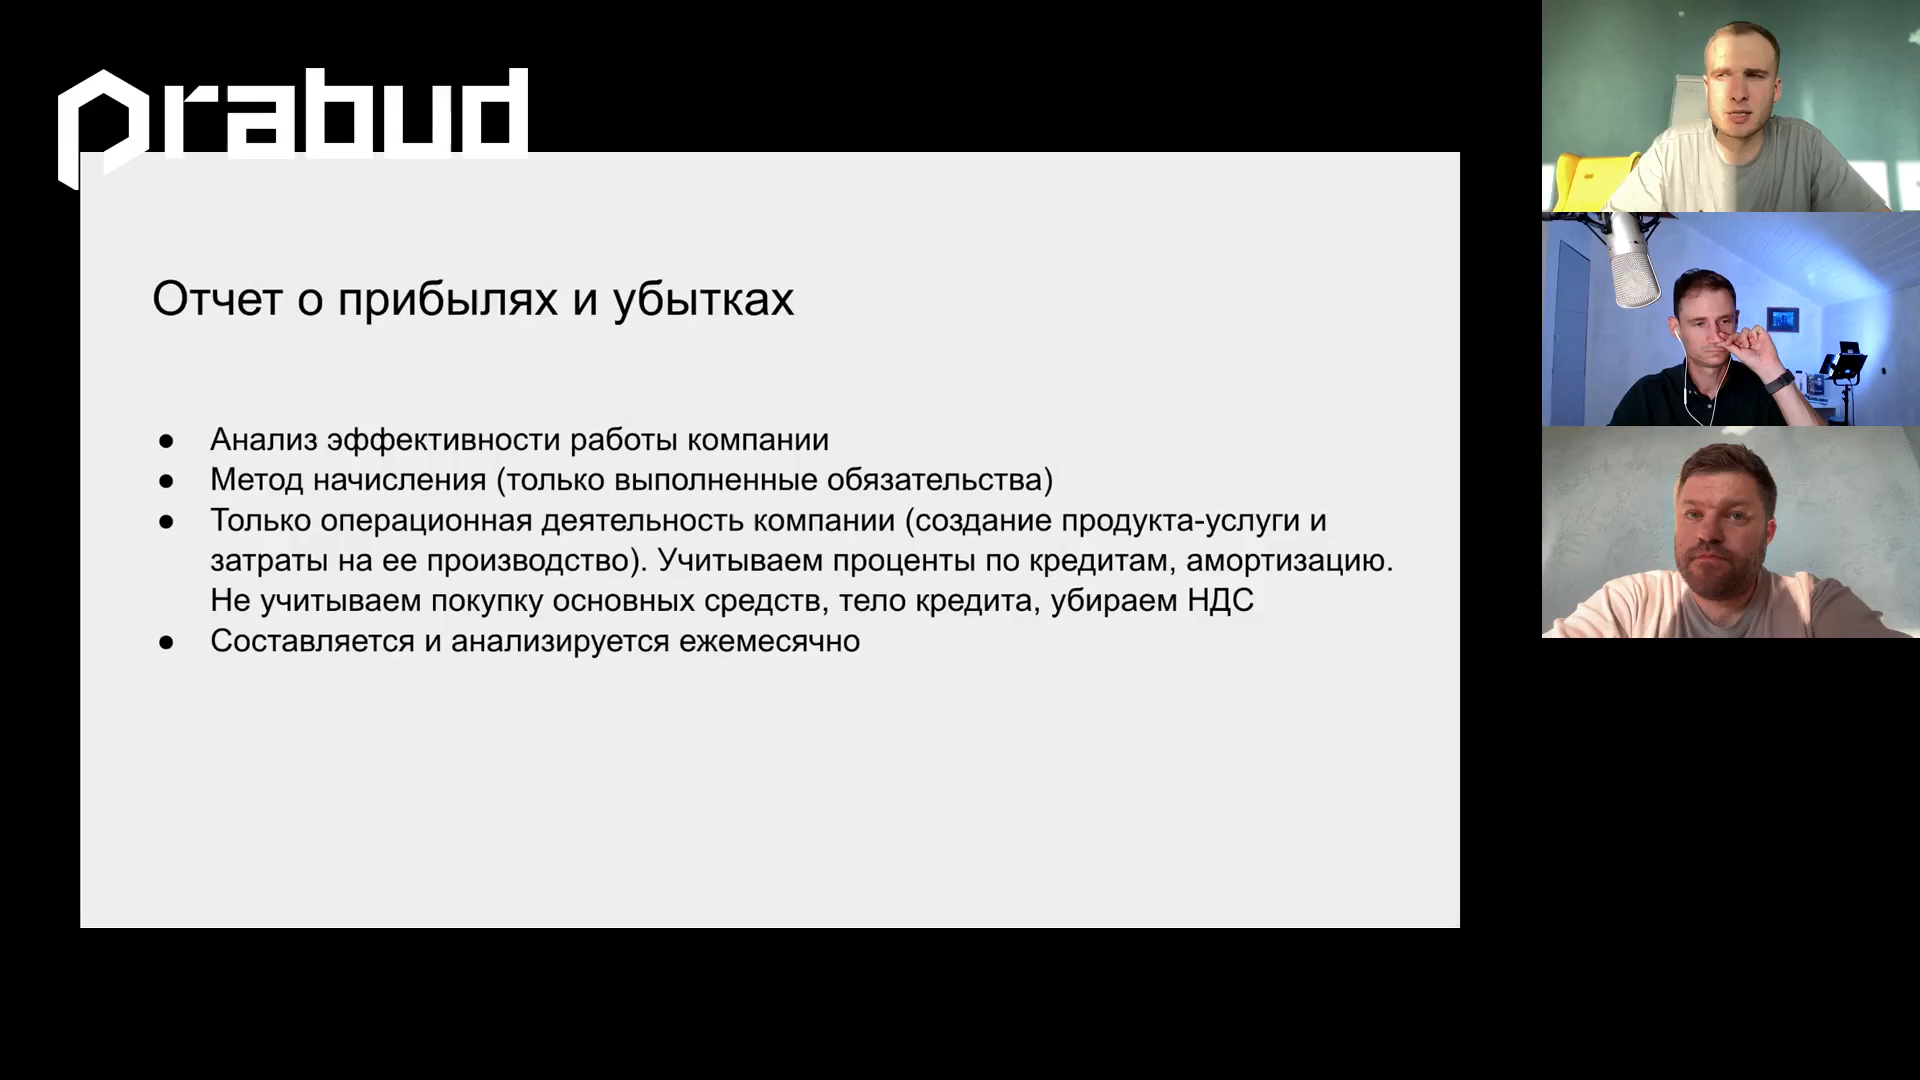 prabud
Отчет о прибылях и убытках
● Анализ эффективности работы компании
● Метод начисления (только выполненные обязательства)
● Только операционная деятельность компании (создание продукта-услуги и
затраты на ее производство). Учитываем проценты по кредитам, амортизацию.
Не учитываем покупку основных средств, тело кредита, убираем НДС
● Составляется и анализируется ежемесячно